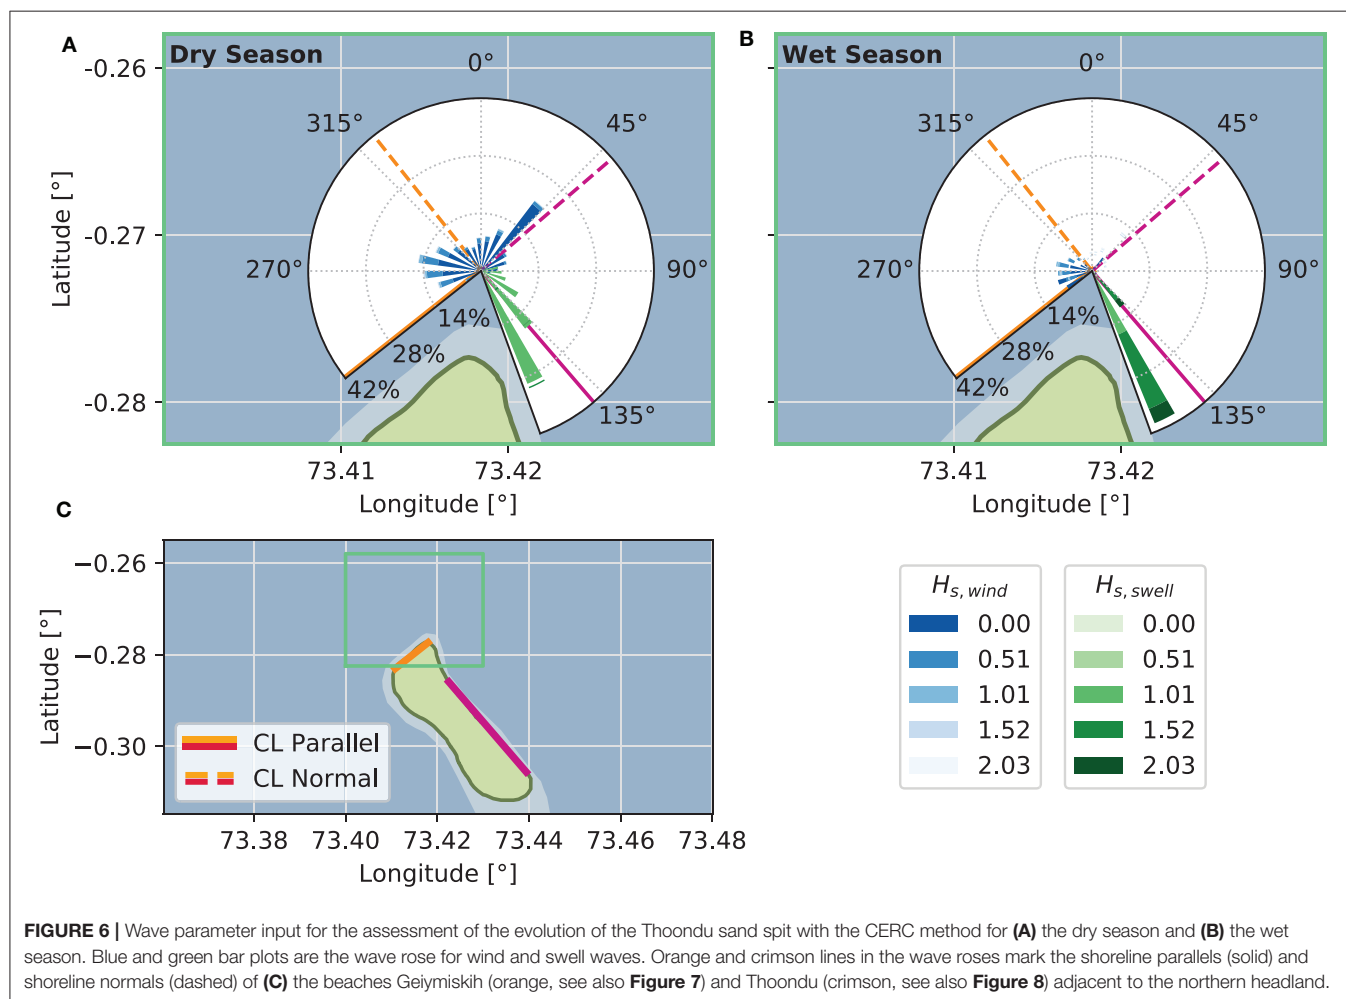 A
Dry Season
0°
45°
90°
135°
270°
315°
14%
28%
42%
-0.26
-0.27
-0.28
Latitude [°]
73.41
73.42
Longitude [°]
B
Wet Season
0°
45°
90°
135°
270°
315°
14%
28%
42%
73.41
73.42
Longitude [°]
C
−0.26
−0.28
−0.30
Latitude [°]
CL Parallel
CL Normal
73.38
73.40
73.42
73.44
73.46
73.48
Longitude [°]
Hs, wind
0.00
0.51
1.01
1.52
2.03
Hs, swell
0.00
0.51
1.01
1.52
2.03
FIGURE 6 | Wave parameter input for the assessment of the evolution of the Thoondu sand spit with the CERC method for (A) the dry season and (B) the wet
season. Blue and green bar plots are the wave rose for wind and swell waves. Orange and crimson lines in the wave roses mark the shoreline parallels (solid) and
shoreline normals (dashed) of (C) the beaches Geiymiskih (orange, see also Figure 7) and Thoondu (crimson, see also Figure 8) adjacent to the northern headland.